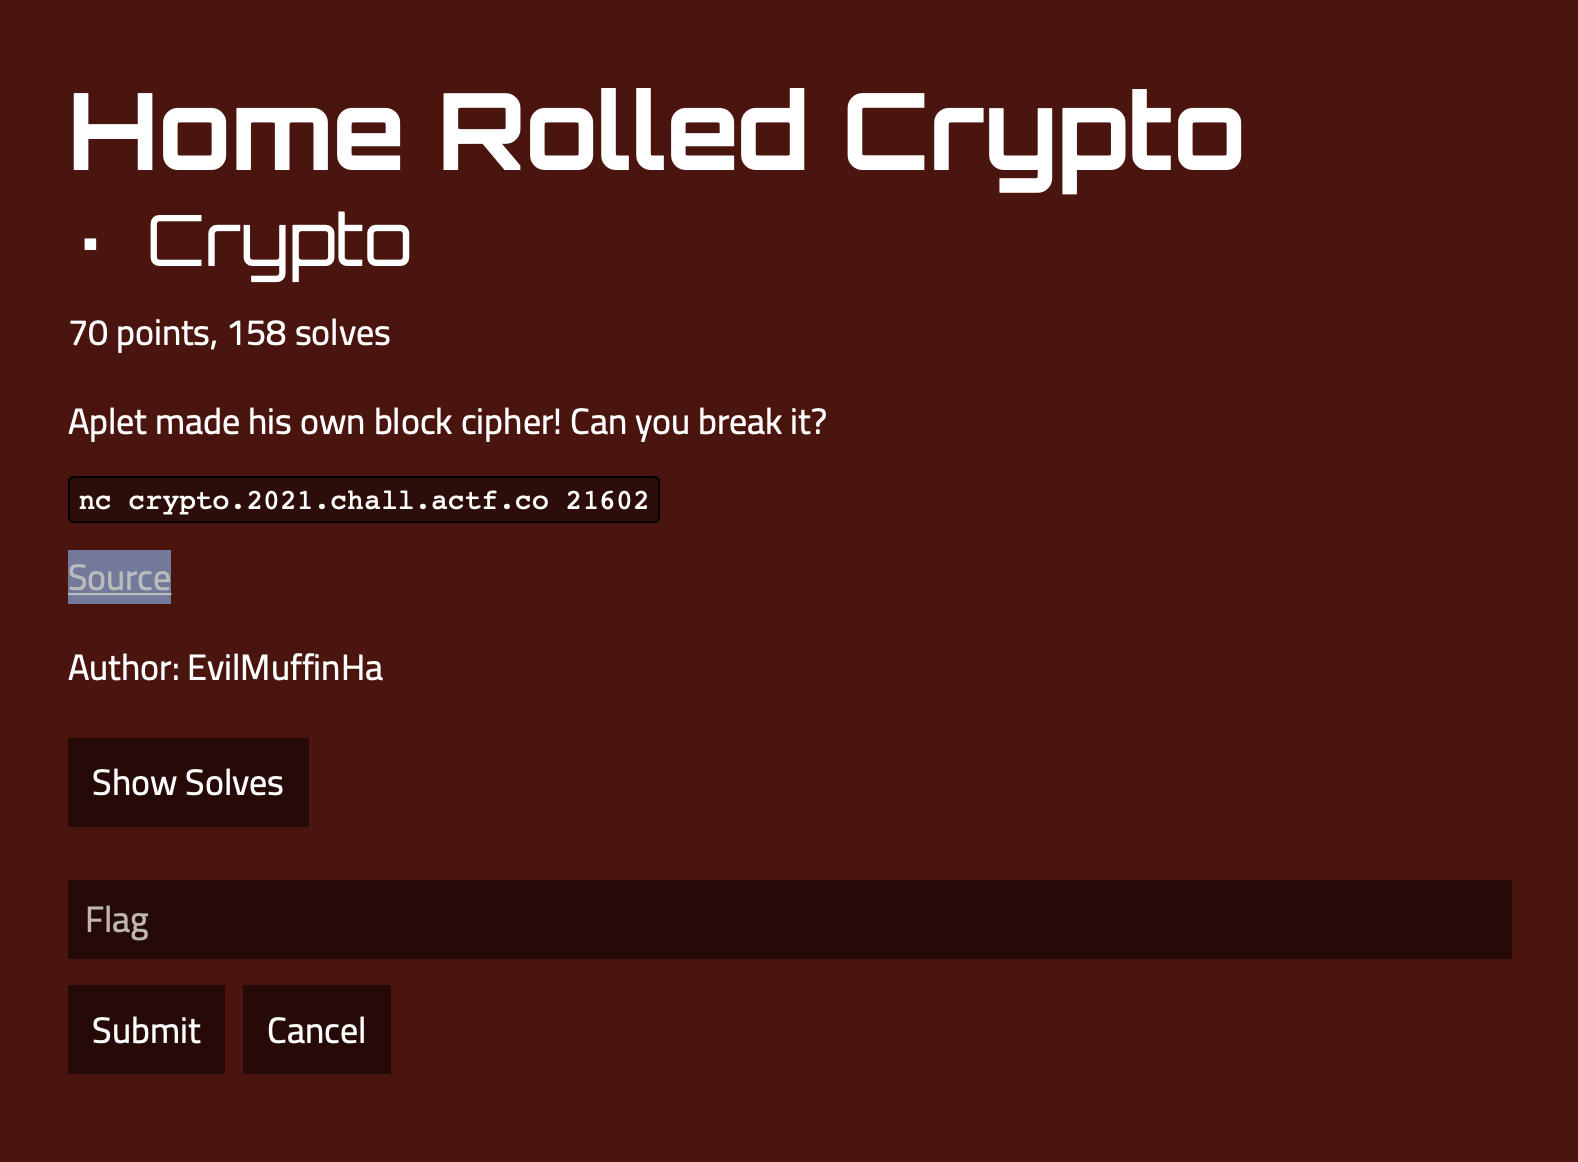 Home Rolled Crypto
▪ Crypto
70 points, 158 solves
Aplet made his own block cipher! Can you break it?
nc crypto.2021.chall.actf.co 21602
Source
Author: EvilMuffinHa
Show Solves
Flag
Submit Cancel